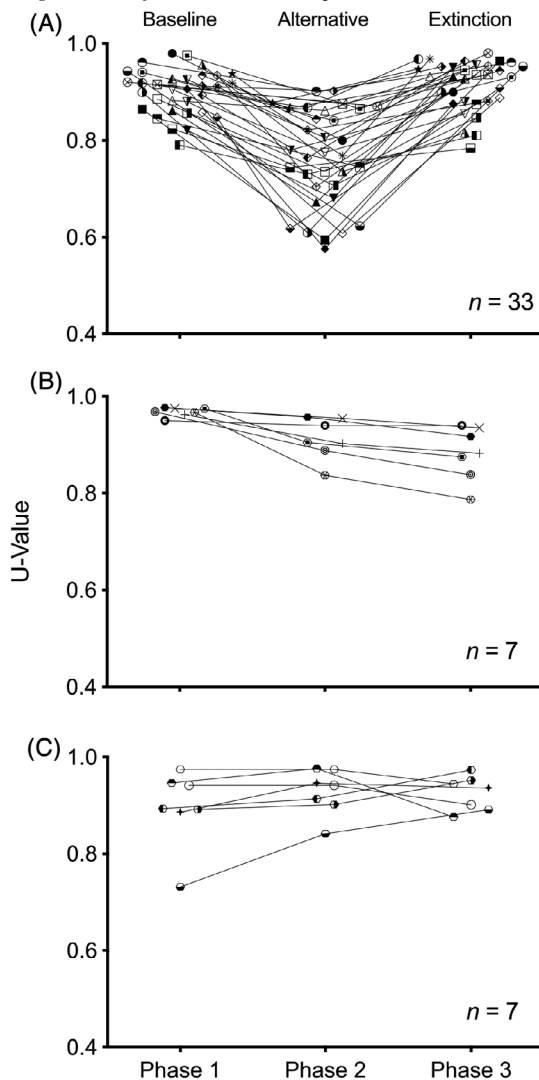 (A) Baseline Alternative Extinction
1.0
0.8
0.6
0.4
n = 33
(B)
1.0
0.8
0.6
0.4
n = 7
U-Value
(C)
1.0
0.8
0.6
0.4
n = 7
Phase 1 Phase 2 Phase 3